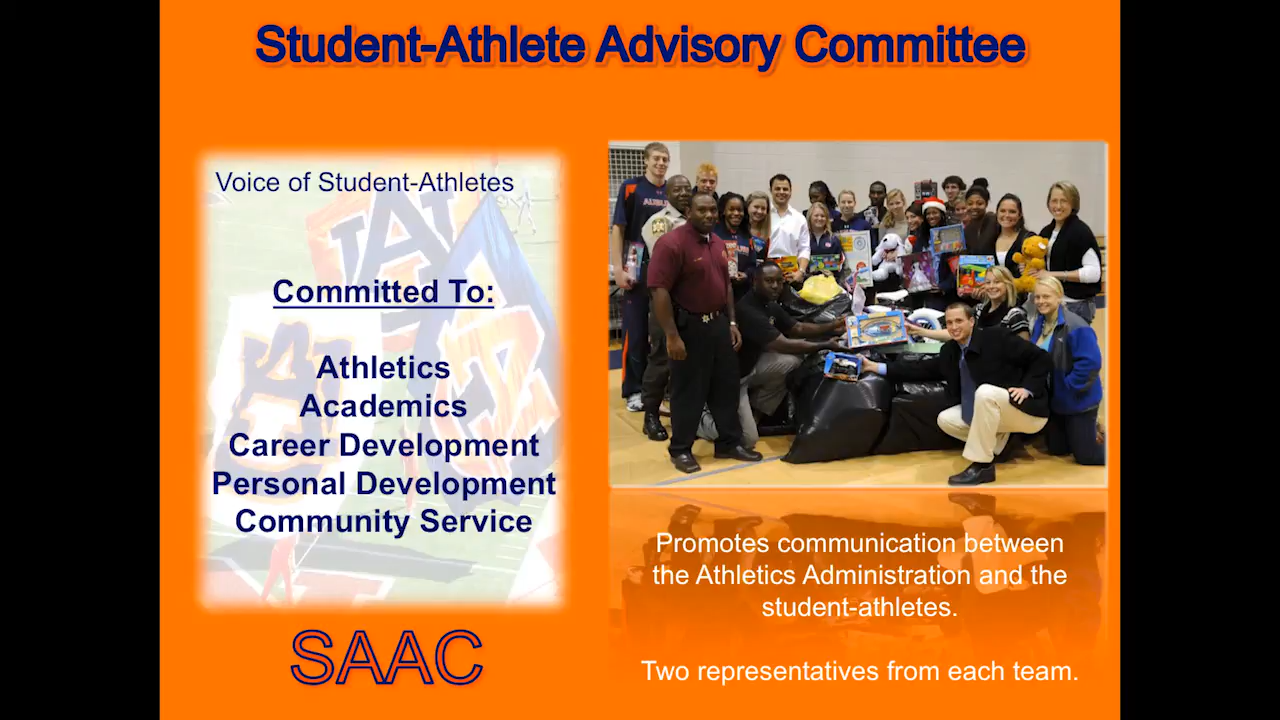 Student-Athlete Advisory Committee
Voice of Student-Athletes
Committed To:
Athletics
Academics
Career Development
Personal Development
Community Service
SAAC
Promotes communication between
the Athletics Administration and the
student-athletes.
Two representatives from each team.